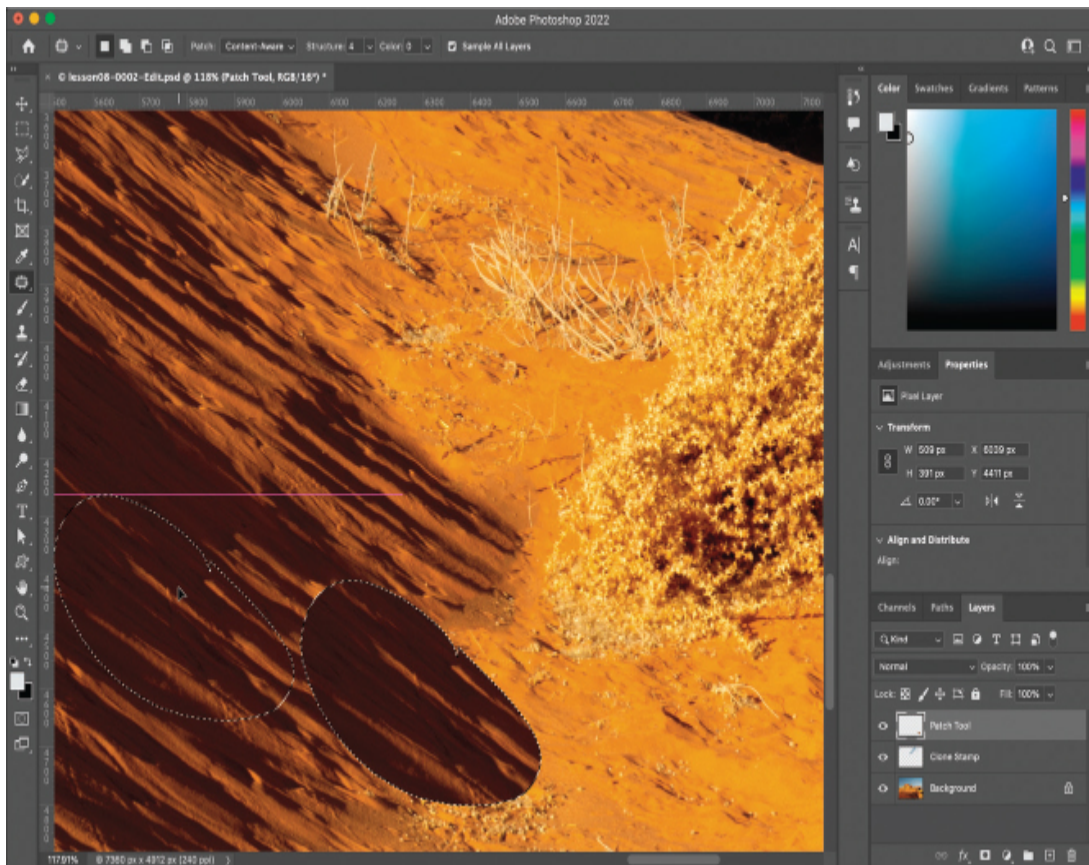 Adobe Photoshop 2022
Patch: Content-Aware Structure: 4 Color: 0 Sample All Layers
× © lesson08-0002-Edit.psd @ 118% (Patch Tool, RGB/16*) *
5600 5700 5800 5900 6000 6100 6200 6300 6400 6500 6600 6700 6800 6900 7000 7100
Color Swatches Gradients Patterns
Adjustments Properties
Pixel Layer
Transform
W 509 px X 6039 px
H 391 px Y 4411 px
0.00°
Align and Distribute
Align:
Channels Paths Layers
Kind
Normal Opacity: 100%
Lock: Fill: 100%
Patch Tool
Clone Stamp
Background
117.91% © 7360 px x 4912 px (240 ppi)